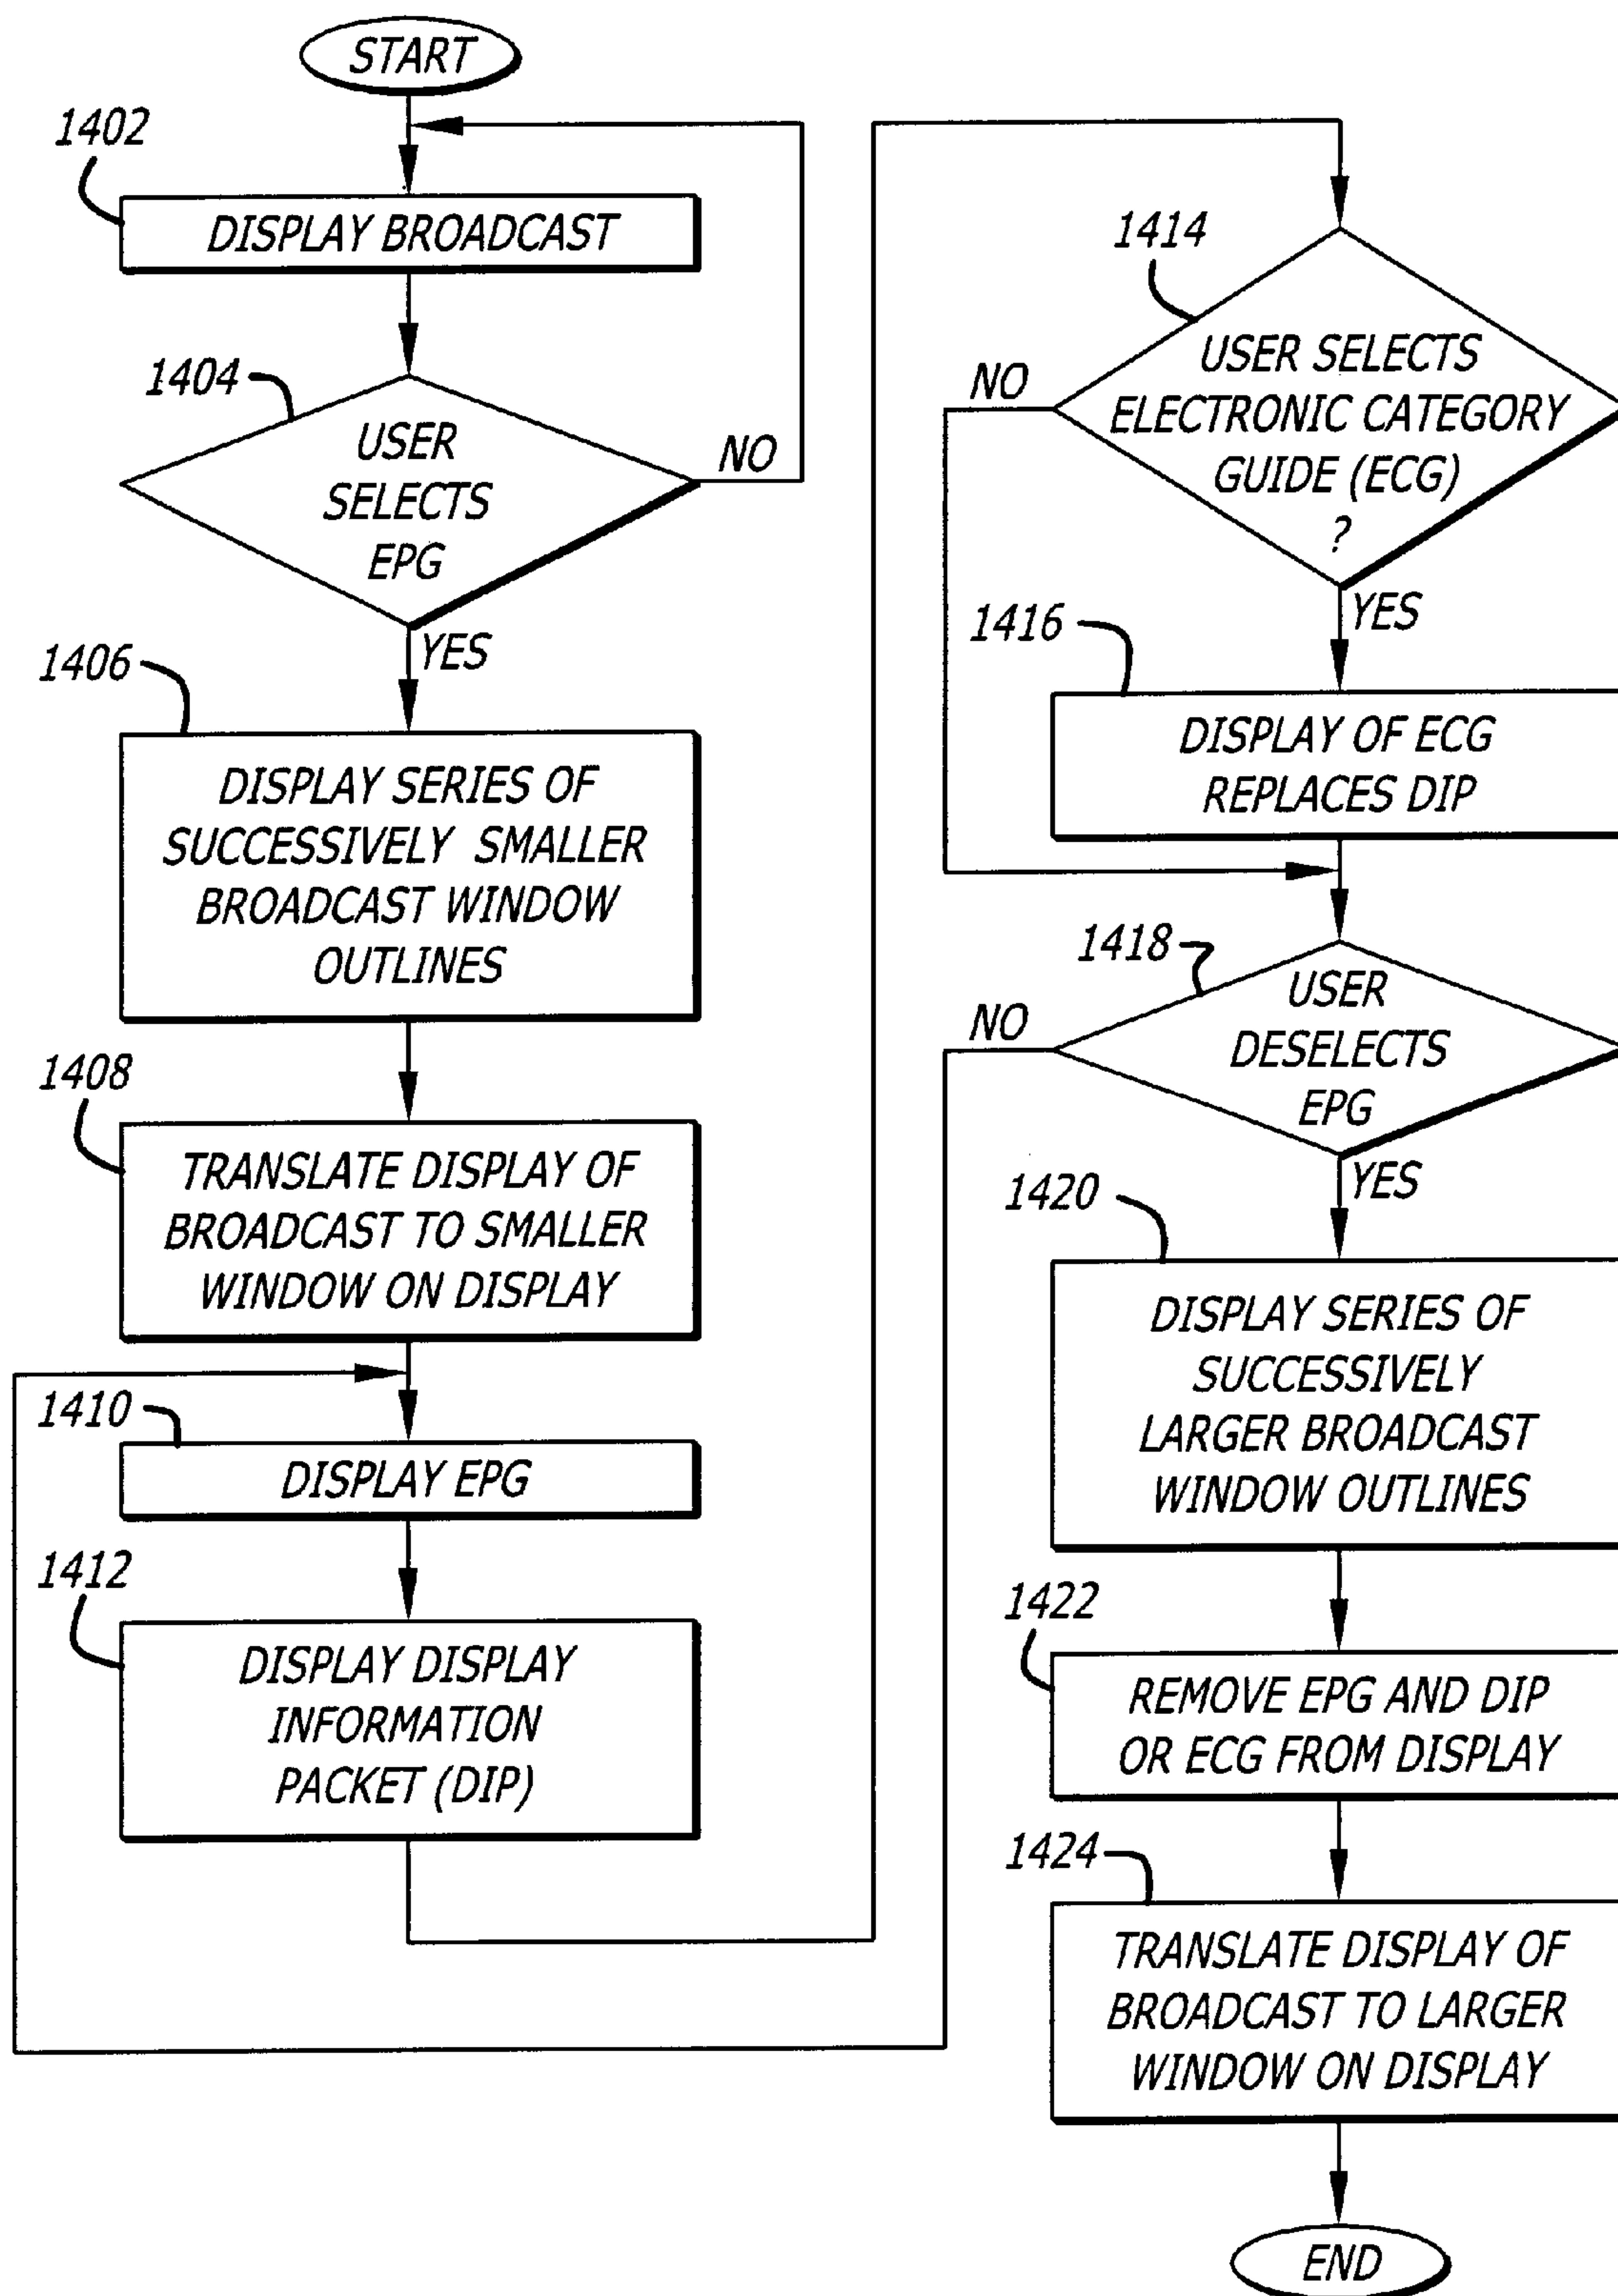 START
1402
DISPLAY BROADCAST
1404
USER
SELECTS
EPG
NO
YES
1406
DISPLAY SERIES OF
SUCCESSIVELY SMALLER
BROADCAST WINDOW
OUTLINES
1408
TRANSLATE DISPLAY OF
BROADCAST TO SMALLER
WINDOW ON DISPLAY
1410
DISPLAY EPG
1412
DISPLAY DISPLAY
INFORMATION
PACKET (DIP)
1414
USER SELECTS
ELECTRONIC CATEGORY
GUIDE (ECG)
?
NO
YES
1416
DISPLAY OF ECG
REPLACES DIP
1418
USER
DESELECTS
EPG
NO
YES
1420
DISPLAY SERIES OF
SUCCESSIVELY
LARGER BROADCAST
WINDOW OUTLINES
1422
REMOVE EPG AND DIP
OR ECG FROM DISPLAY
1424
TRANSLATE DISPLAY OF
BROADCAST TO LARGER
WINDOW ON DISPLAY
END